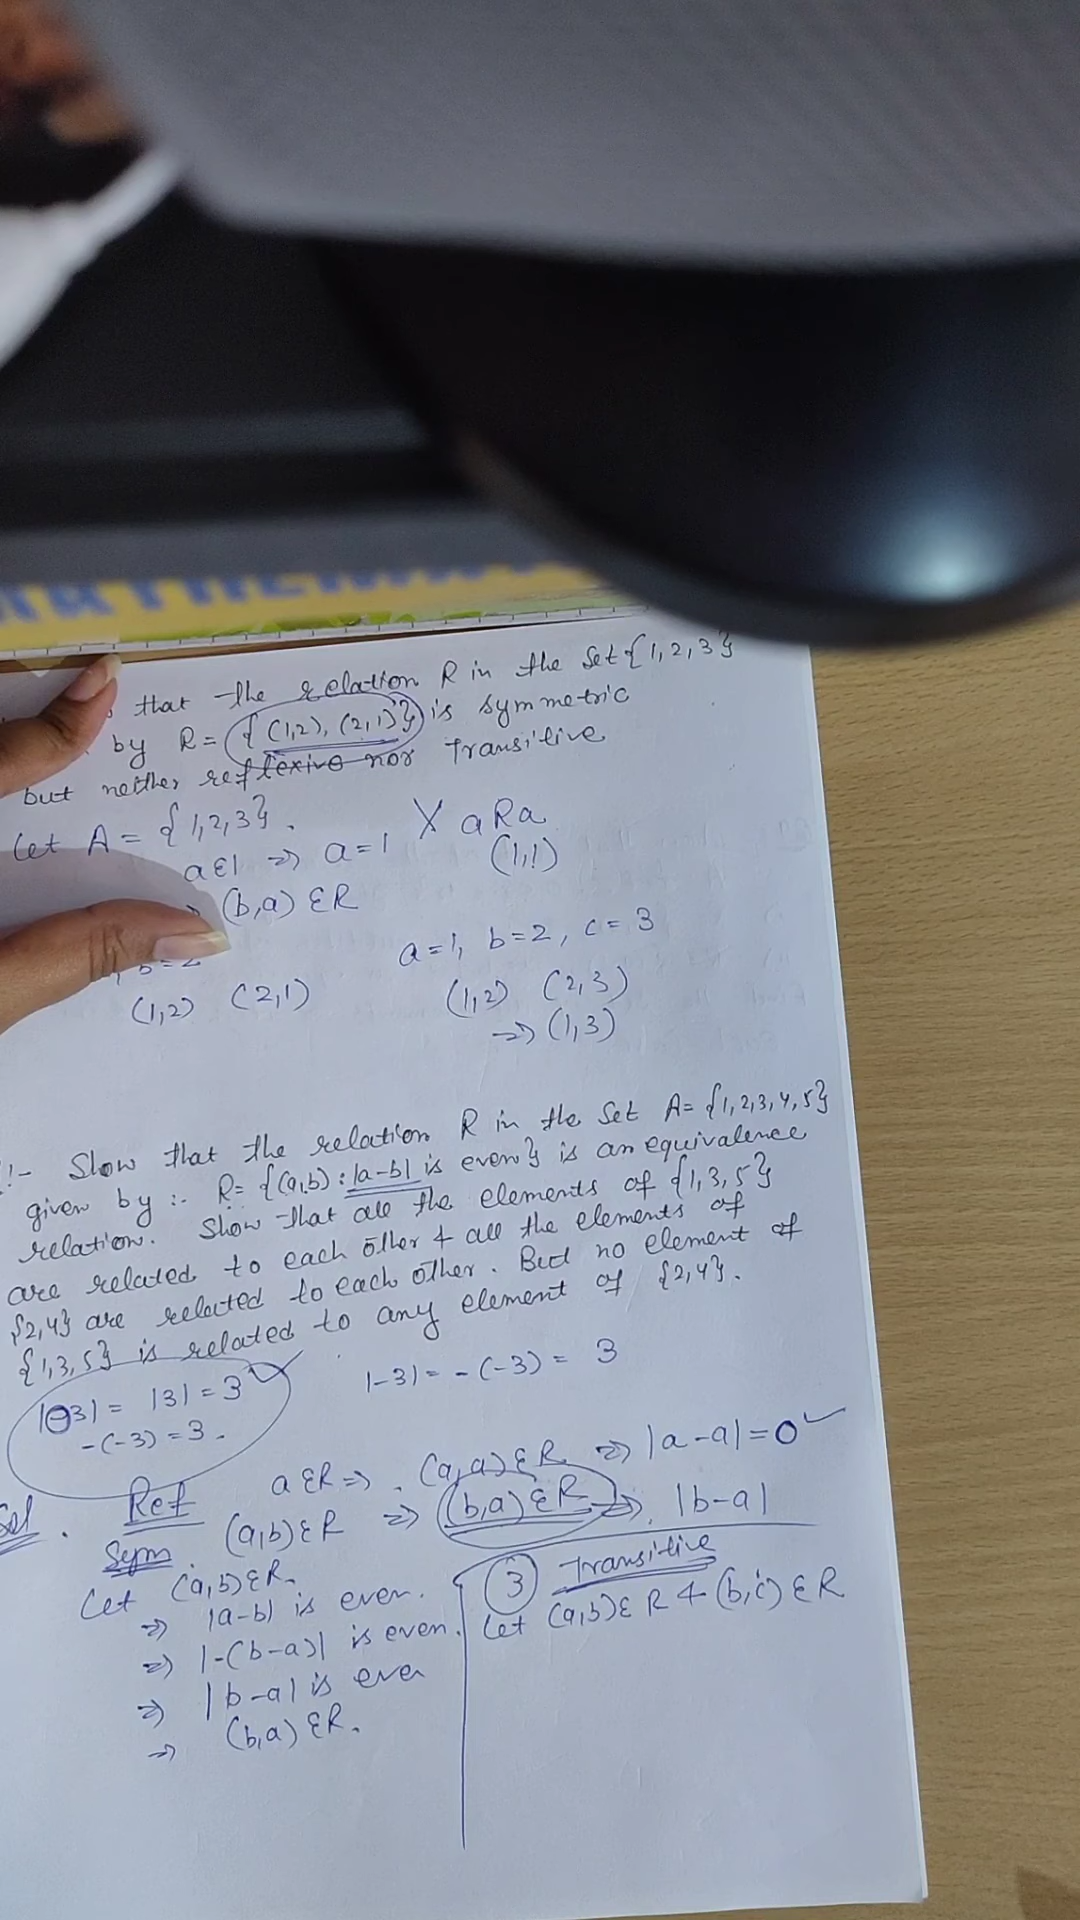 that the relation R in the set {1,2,3}
by R = {(1,2), (2,1)} is symmetric
but neither reflexive nor Transitive
Let A = {1,2,3}. X aRa
a ε 1 => a = 1 (1,1)
(b,a) ε R
a=1, b=2, c=3
(1,2) (2,1) (1,2) (2,3)
=> (1,3)
:- Show that the relation R in the Set A= {1,2,3,4,5}
given by :- R= {(a,b) : |a-b| is even} is an equivalence
relation. Show that all the elements of {1,3,5}
are related to each other & all the elements of
{2,4} are related to each other. But no element of
{1,3,5} is related to any element of {2,4}.
|-3| = |3| = 3 |-3| = -(-3) = 3
-(-3) = 3.
Sol. Ref a ε R => . (a,a) ε R => |a-a| = 0
Sym. (a,b) ε R => (b,a) ε R => |b-a|
Let (a,b) ε R.
=> |a-b| is even.
=> |-(b-a)| is even.
=> |b-a| is eve
=> (b,a) ε R.
3 Transitive
Let (a,b) ε R & (b,c) ε R